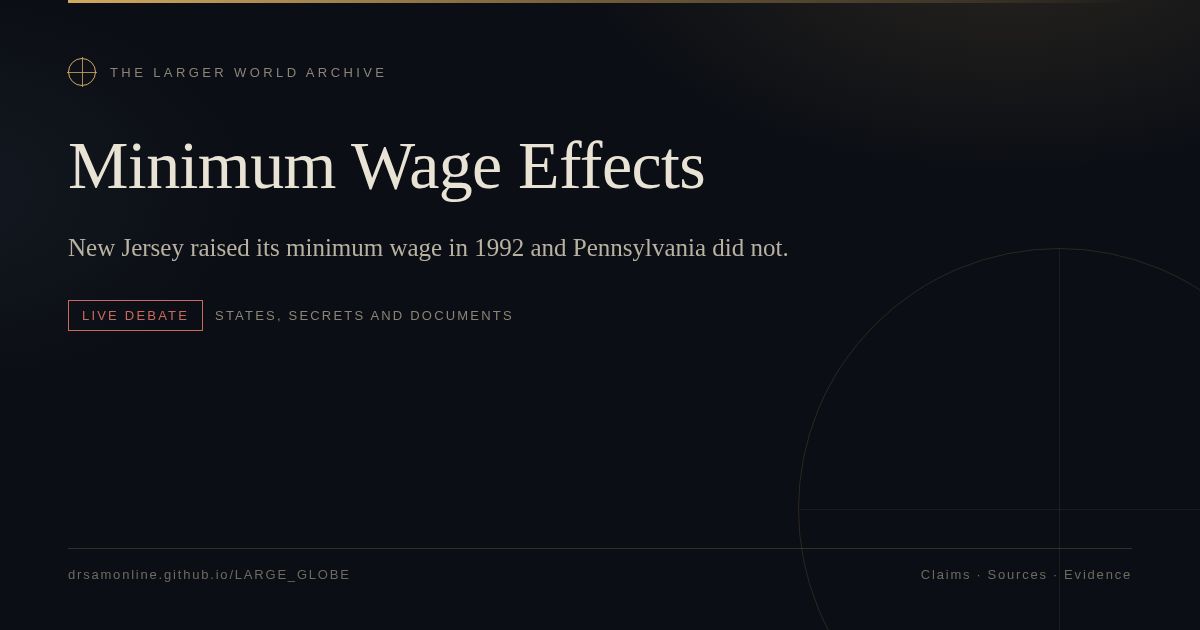 THE LARGER WORLD ARCHIVE
Minimum Wage Effects
New Jersey raised its minimum wage in 1992 and Pennsylvania did not.
LIVE DEBATE STATES, SECRETS AND DOCUMENTS
drsamonline.github.io/LARGE_GLOBE Claims · Sources · Evidence